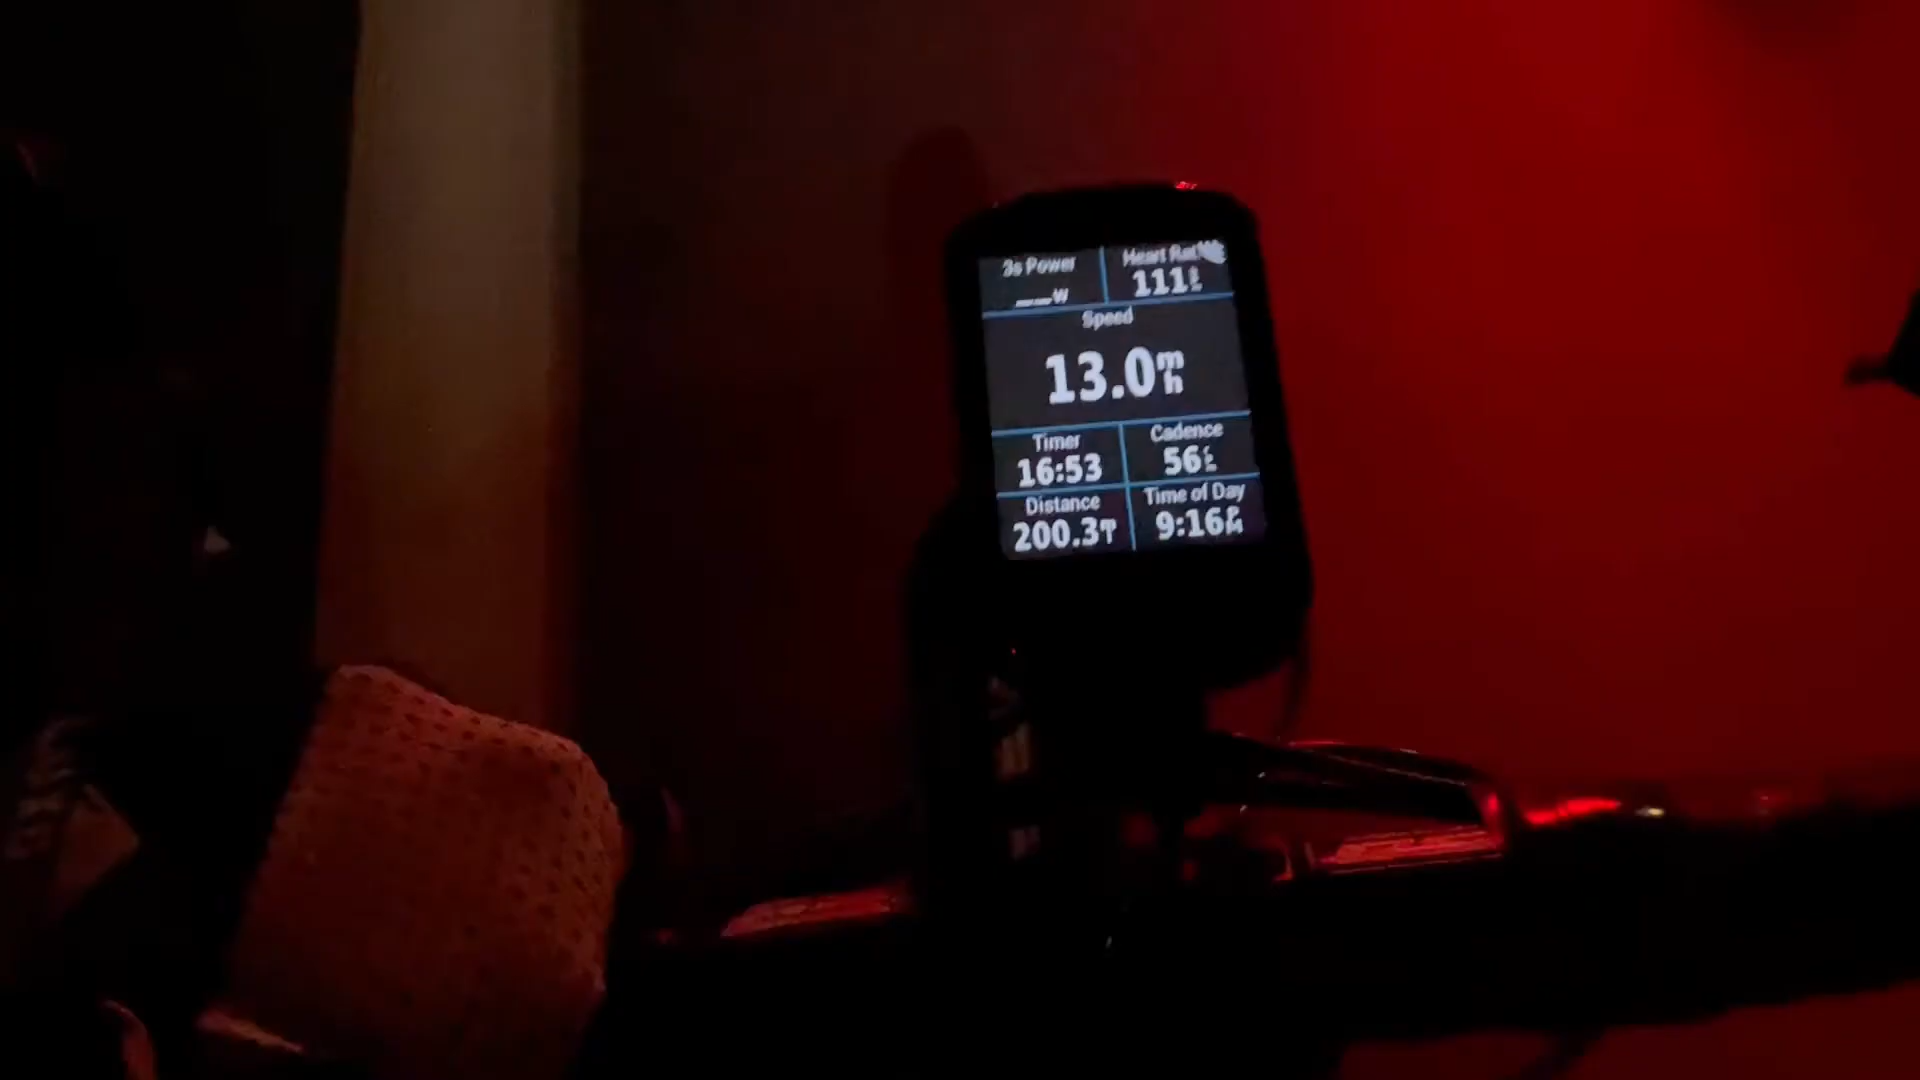 3s Power
__W
Heart Rat
111
Speed
13.0 m h
Timer
16:53
Cadence
56
Distance
200.3
Time of Day
9:16